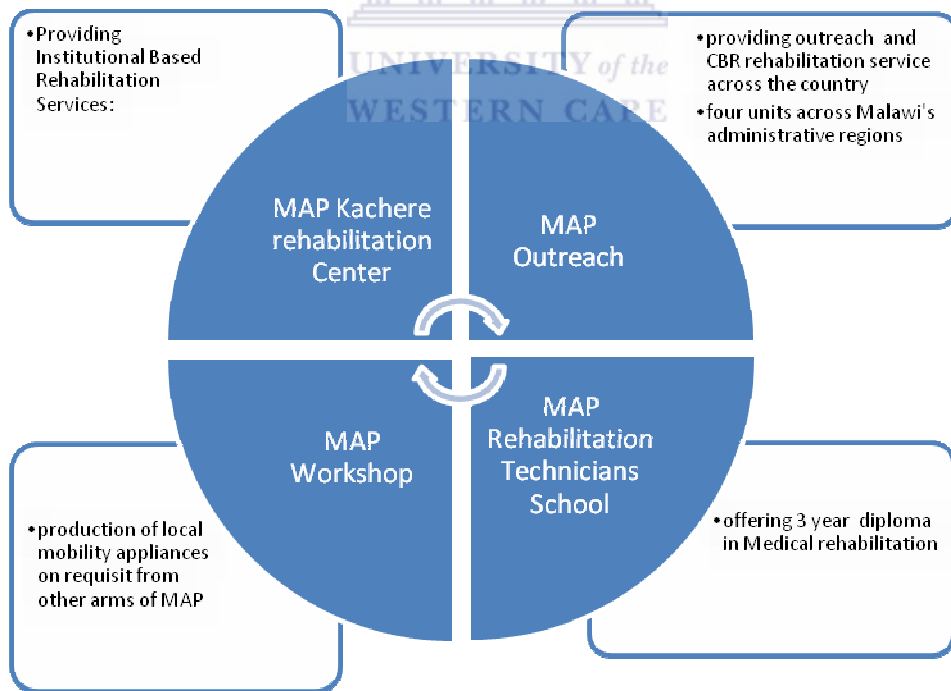 •Providing
Institutional Based
Rehabilitation
Services:
UNIVERSITY of the
WESTERN CAPE
•providing outreach and
CBR rehabilitation service
across the country
•four units across Malawi's
administrative regions
MAP Kachere
rehabilitation
Center
MAP
Outreach
MAP
Workshop
MAP
Rehabilitation
Technicians
School
•production of local
mobility appliances
on requisit from
other arms of MAP
•offering 3 year diploma
in Medical rehabilitation